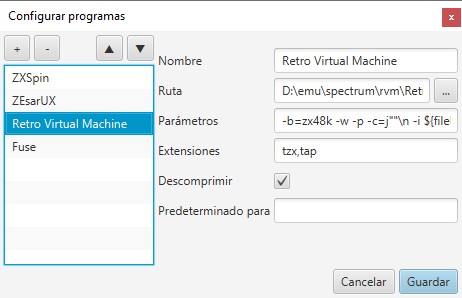 Configurar programas
x
+ - ▲ ▼
ZXSpin
ZEsarUX
Retro Virtual Machine
Fuse
Nombre Retro Virtual Machine
Ruta D:\emu\spectrum\rvm\Ret ...
Parámetros -b=zx48k -w -p -c=j""\n -i ${file
Extensiones tzx,tap
Descomprimir
Predeterminado para
Cancelar Guardar